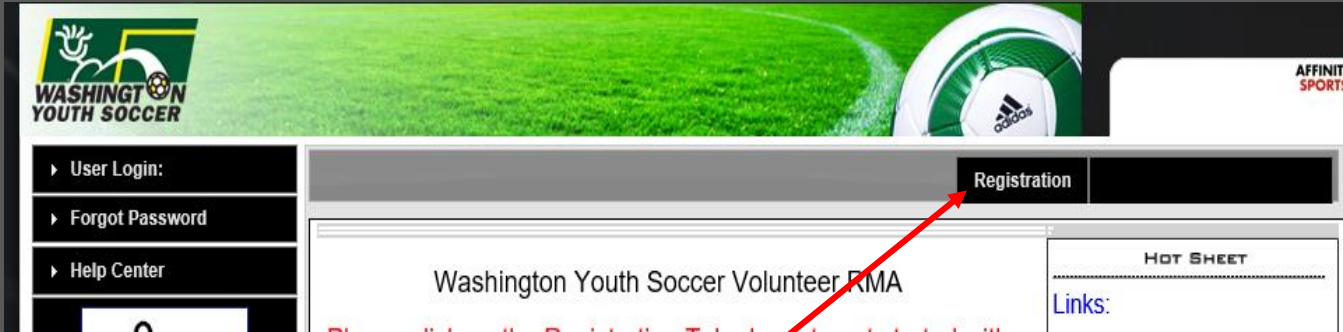 WASHINGTON
YOUTH SOCCER
adidas
AFFINIT
SPORTS
User Login:
Forgot Password
Help Center
Registration
Washington Youth Soccer Volunteer RMA
HOT SHEET
Links: